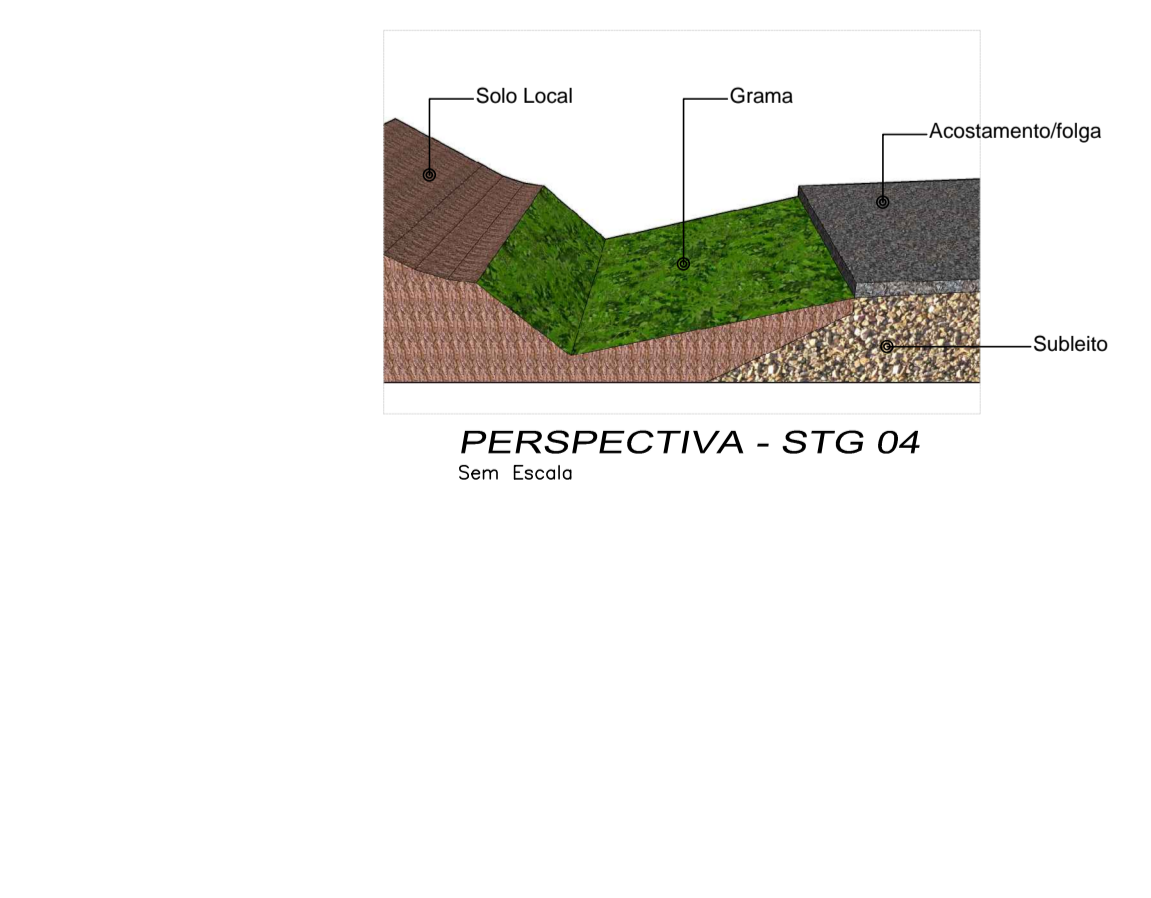 Solo Local
Grama
Acostamento/folga
Subleito
PERSPECTIVA - STG 04
Sem Escala